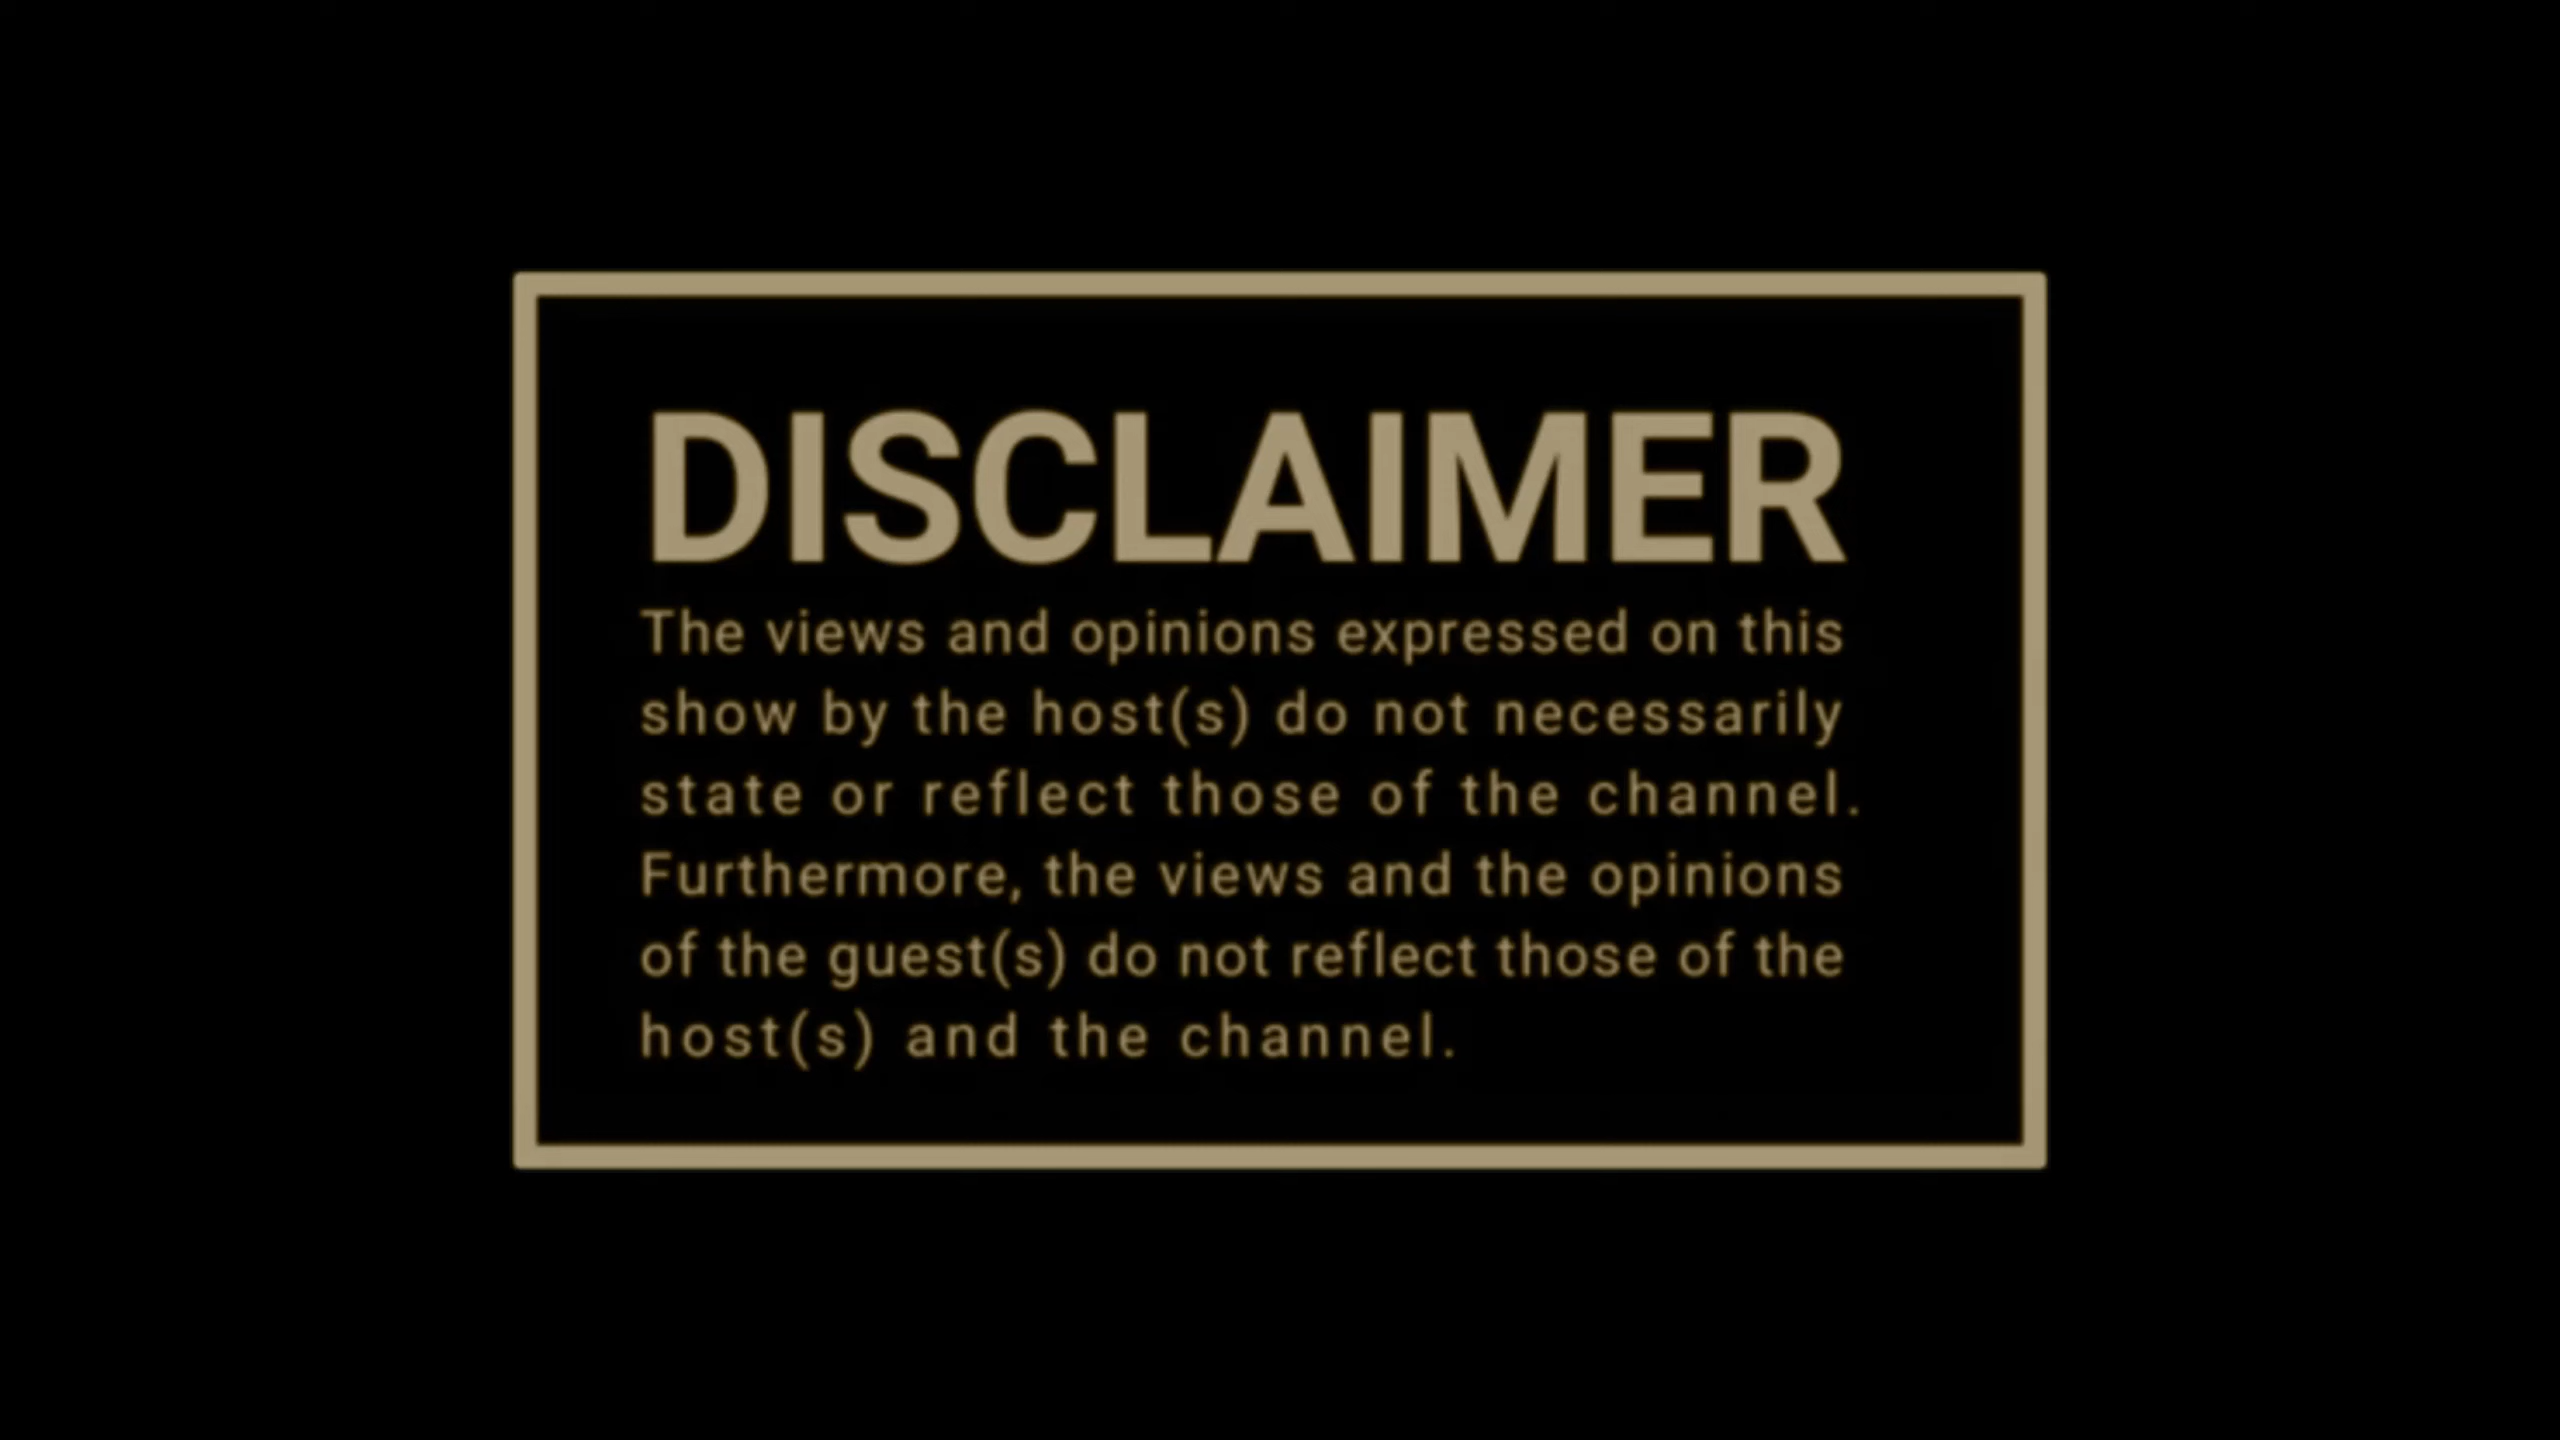 DISCLAIMER
The views and opinions expressed on this
show by the host(s) do not necessarily
state or reflect those of the channel.
Furthermore, the views and the opinions
of the guest(s) do not reflect those of the
host(s) and the channel.